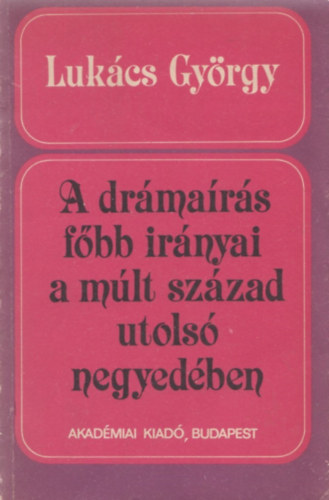 Lukács György
A drámaírás
főbb irányai
a múlt század
utolsó
negyedében
AKADÉMIAI KIADÓ, BUDAPEST